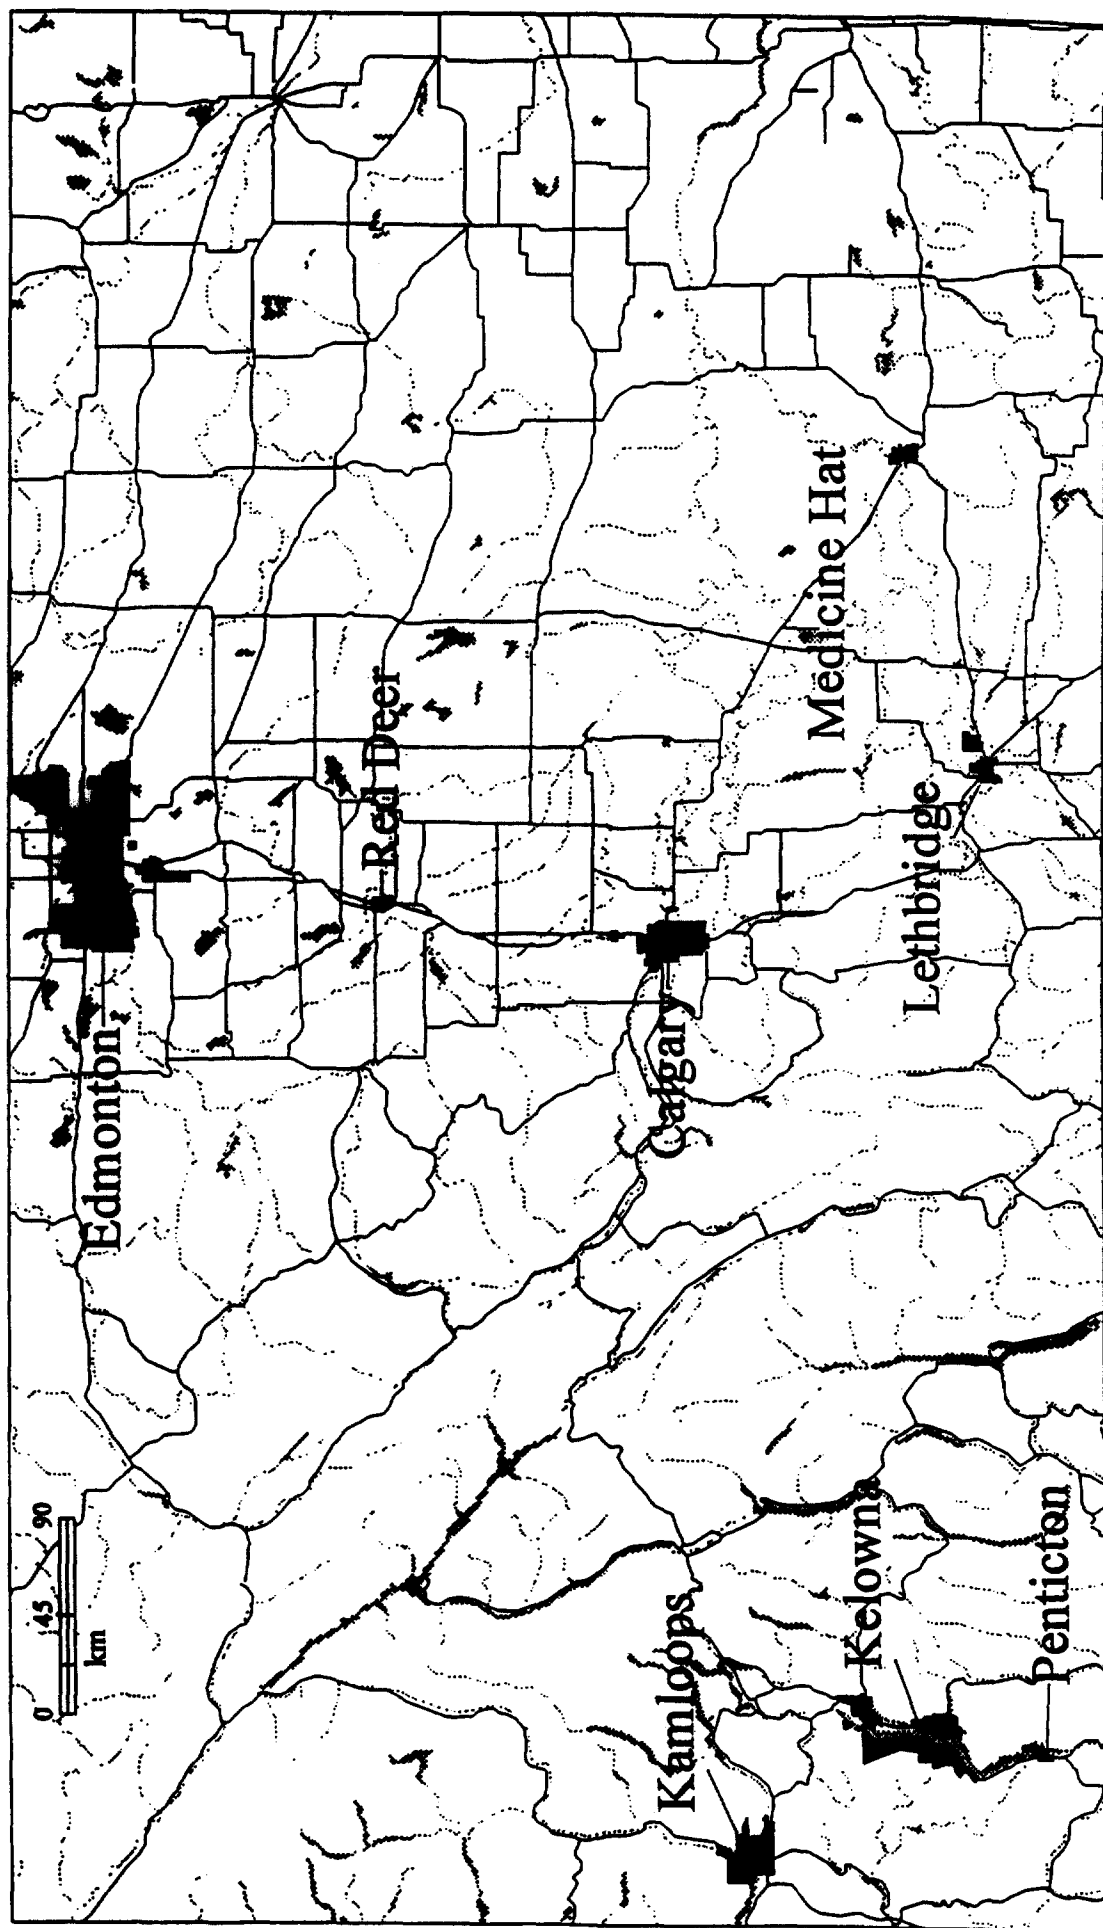 0 45 90
km
Edmonton
Red Deer
Calgary
Medicine Hat
Lethbridge
Kamloops
Kelowna
Penticton